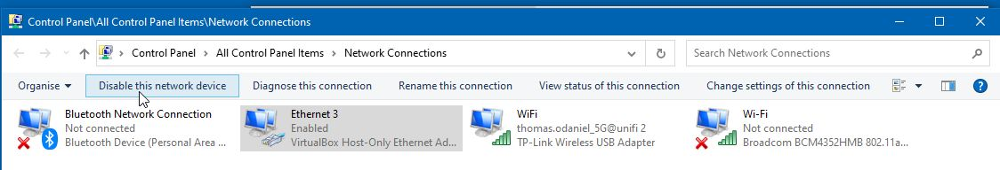 Control Panel\All Control Panel Items\Network Connections
Control Panel > All Control Panel Items > Network Connections
Search Network Connections
Organise Disable this network device Diagnose this connection Rename this connection View status of this connection Change settings of this connection
Bluetooth Network Connection
Not connected
Bluetooth Device (Personal Area ...
Ethernet 3
Enabled
VirtualBox Host-Only Ethernet Ad...
WiFi
thomas.odaniel_5G@unifi 2
TP-Link Wireless USB Adapter
Wi-Fi
Not connected
Broadcom BCM4352HMB 802.11a...